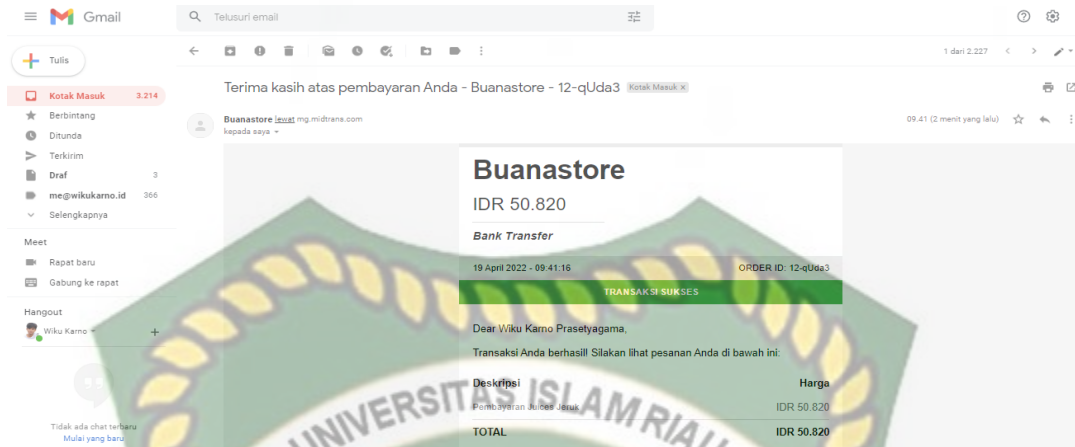 Gmail
Telusuri email
Tulis
1 dari 2.227
Kotak Masuk 3.214
Berbintang
Ditunda
Terkirim
Draf 3
me@wikukarno.id 366
Selengkapnya
Meet
Rapat baru
Gabung ke rapat
Hangout
Wiku Karno
Tidak ada chat terbaru
Mulai yang baru
Terima kasih atas pembayaran Anda - Buanastore - 12-qUda3 Kotak Masuk x
Buanastore lewat mg.midtrana.com
kepada saya
09.41 (2 menit yang lalu)
Buanastore
IDR 50.820
Bank Transfer
19 April 2022 - 09:41:16 ORDER ID: 12-qUda3
TRANSAKSI SUKSES
Dear Wiku Karno Prasetyagama,
Transaksi Anda berhasil! Silakan lihat pesanan Anda di bawah ini:
Deskripsi Harga
Pembayaran Juices Jeruk IDR 50.820
TOTAL IDR 50.820
UNIVERSITAS ISLAM RIAU